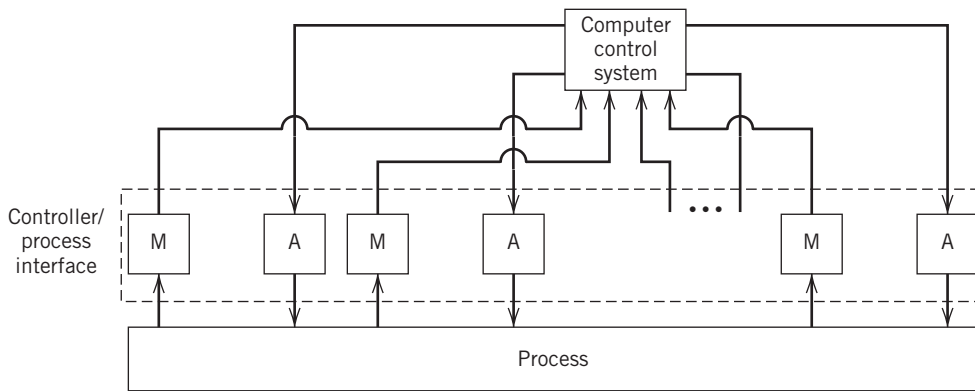 Computer
control
system
Controller/
process
interface
M
A
M
A
...
M
A
Process